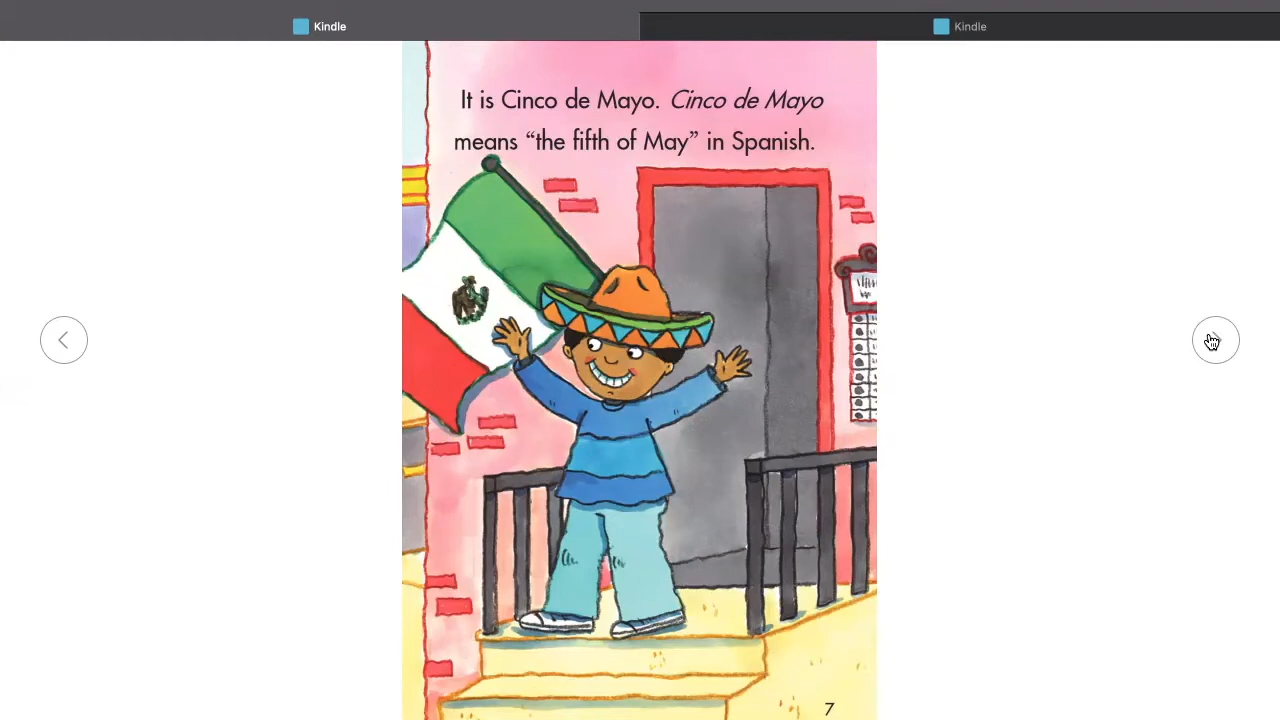 Kindle
Kindle
It is Cinco de Mayo. Cinco de Mayo
means “the fifth of May” in Spanish.
7